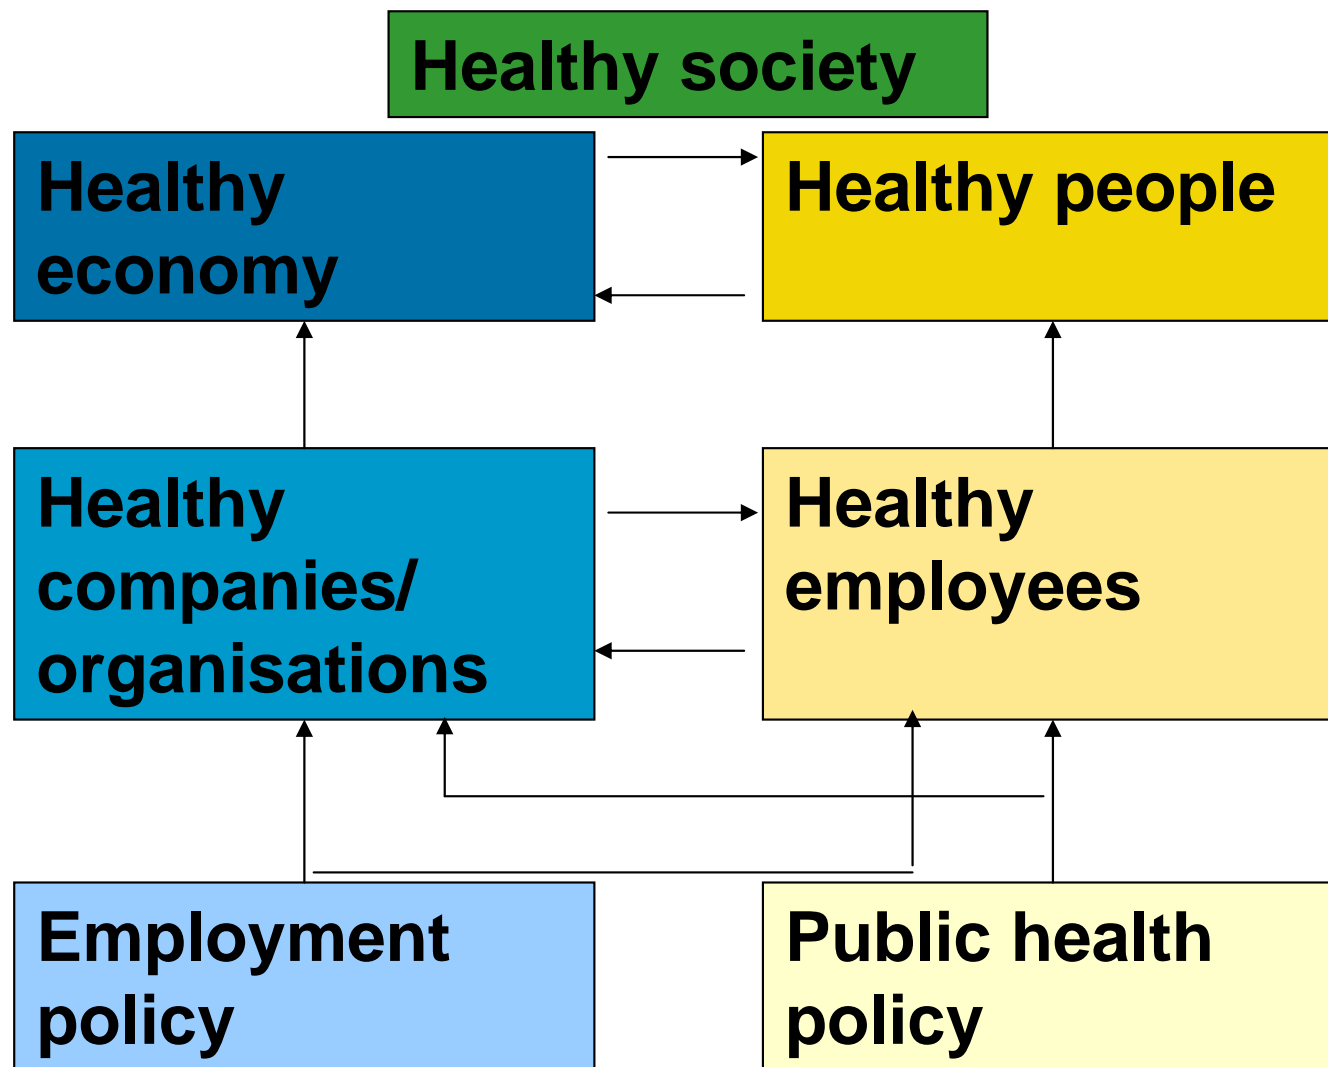 Healthy society
Healthy
economy
Healthy people
Healthy
companies/
organisations
Healthy
employees
Employment
policy
Public health
policy